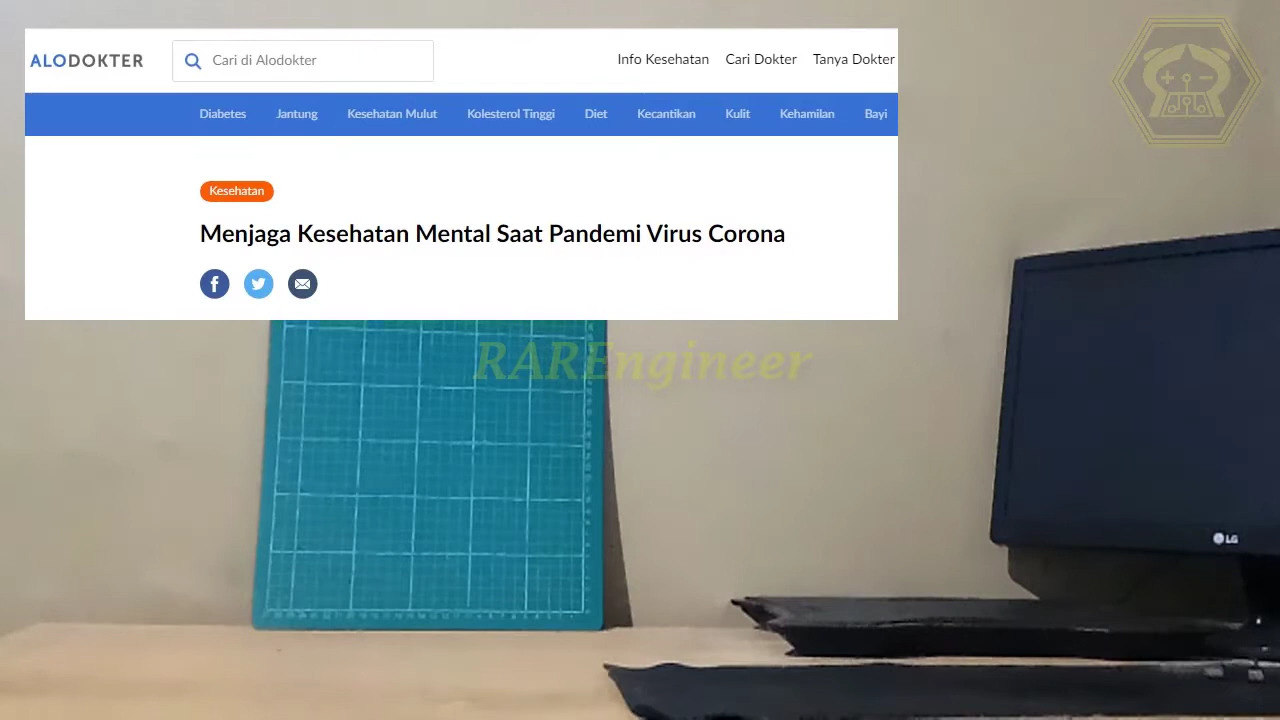 ALODOKTER
Cari di Alodokter
Info Kesehatan Cari Dokter Tanya Dokter
Diabetes Jantung Kesehatan Mulut Kolesterol Tinggi Diet Kecantikan Kulit Kehamilan Bayi
Kesehatan
Menjaga Kesehatan Mental Saat Pandemi Virus Corona
RAREngineer
LG